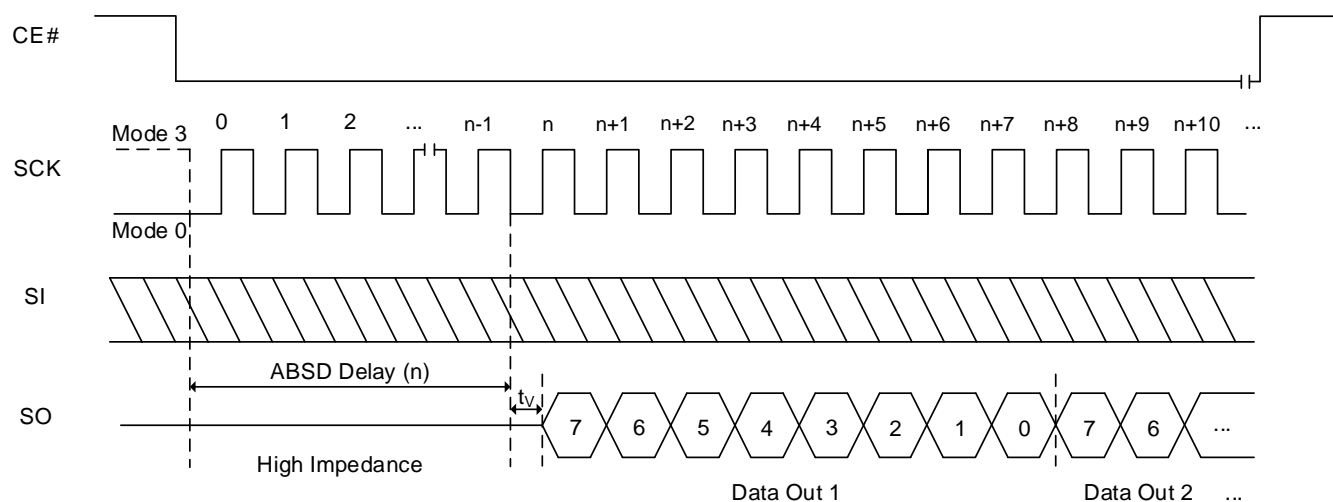 CE#
0 1 2 ... n-1 n n+1 n+2 n+3 n+4 n+5 n+6 n+7 n+8 n+9 n+10 ...
Mode 3
SCK
Mode 0
SI
ABSD Delay (n)
tV
SO
7 6 5 4 3 2 1 0 7 6 ...
High Impedance
Data Out 1 Data Out 2 ...